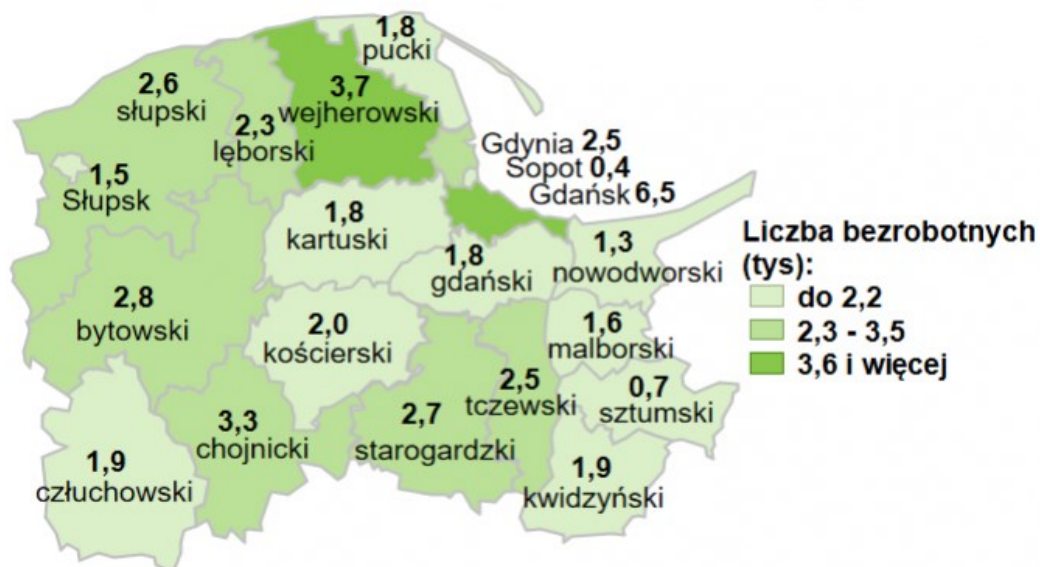 1,8
pucki
2,6
słupski
3,7
wejherowski
2,3
lęborski
Gdynia 2,5
Sopot 0,4
Gdańsk 6,5
1,5
Słupsk
1,8
kartuski
1,8
gdański
1,3
nowodworski
2,8
bytowski
2,0
kościerski
1,6
malborski
2,5
tczewski
0,7
sztumski
3,3
chojnicki
2,7
starogardzki
1,9
człuchowski
1,9
kwidzyński
Liczba bezrobotnych
(tys):
do 2,2
2,3 - 3,5
3,6 i więcej